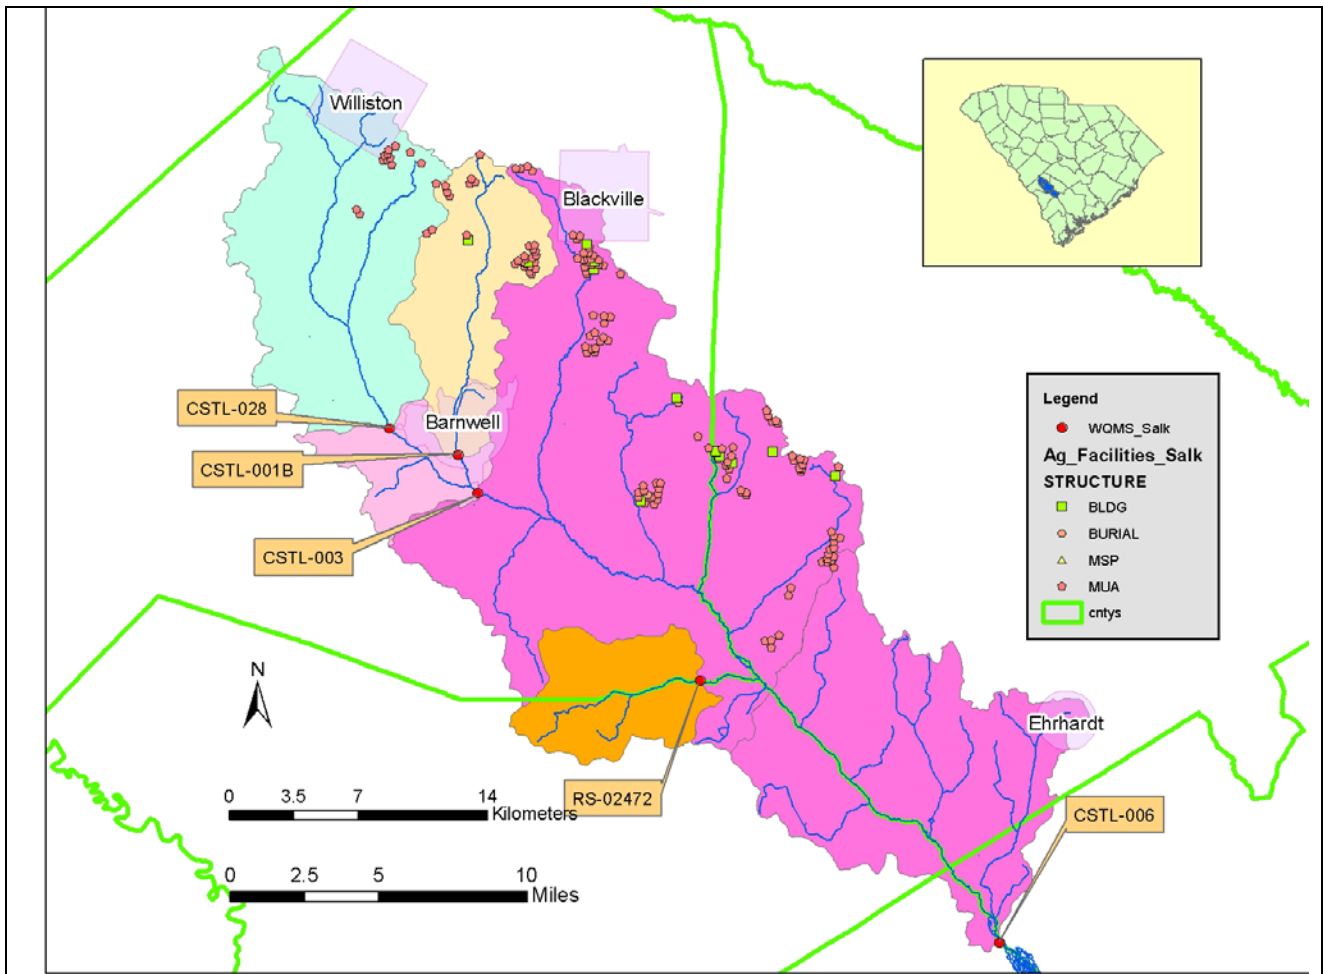 Williston
Blackville
CSTL-028
Barnwell
CSTL-001B
CSTL-003
Legend
WQMS_Salk
Ag_Facilities_Salk
STRUCTURE
BLDG
BURIAL
MSP
MUA
cntys
N
Ehrhardt
0 3.5 7 14
Kilometers
RS-02472
CSTL-006
0 2.5 5 10
Miles